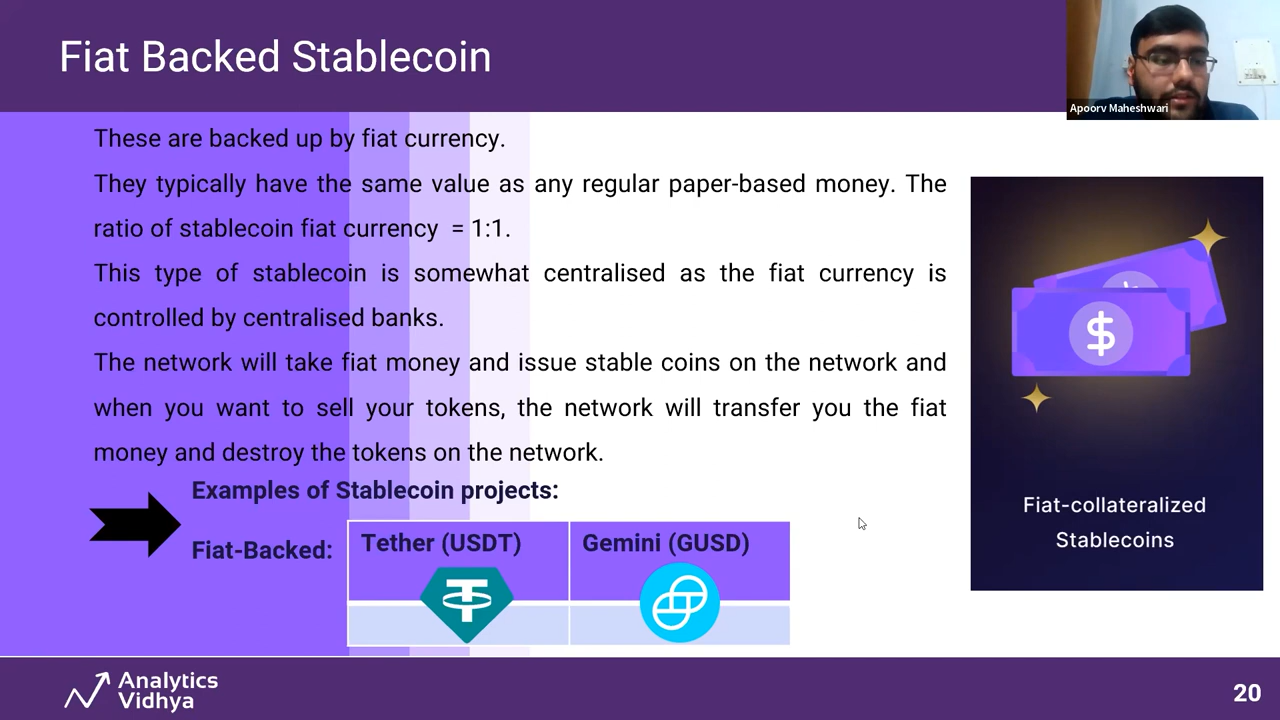 Fiat Backed Stablecoin
Apoorv Maheshwari
These are backed up by fiat currency.
They typically have the same value as any regular paper-based money. The
ratio of stablecoin fiat currency = 1:1.
This type of stablecoin is somewhat centralised as the fiat currency is
controlled by centralised banks.
The network will take fiat money and issue stable coins on the network and
when you want to sell your tokens, the network will transfer you the fiat
money and destroy the tokens on the network.
Examples of Stablecoin projects:
Fiat-Backed:
Tether (USDT)
Gemini (GUSD)
$
Fiat-collateralized
Stablecoins
Analytics
Vidhya
20